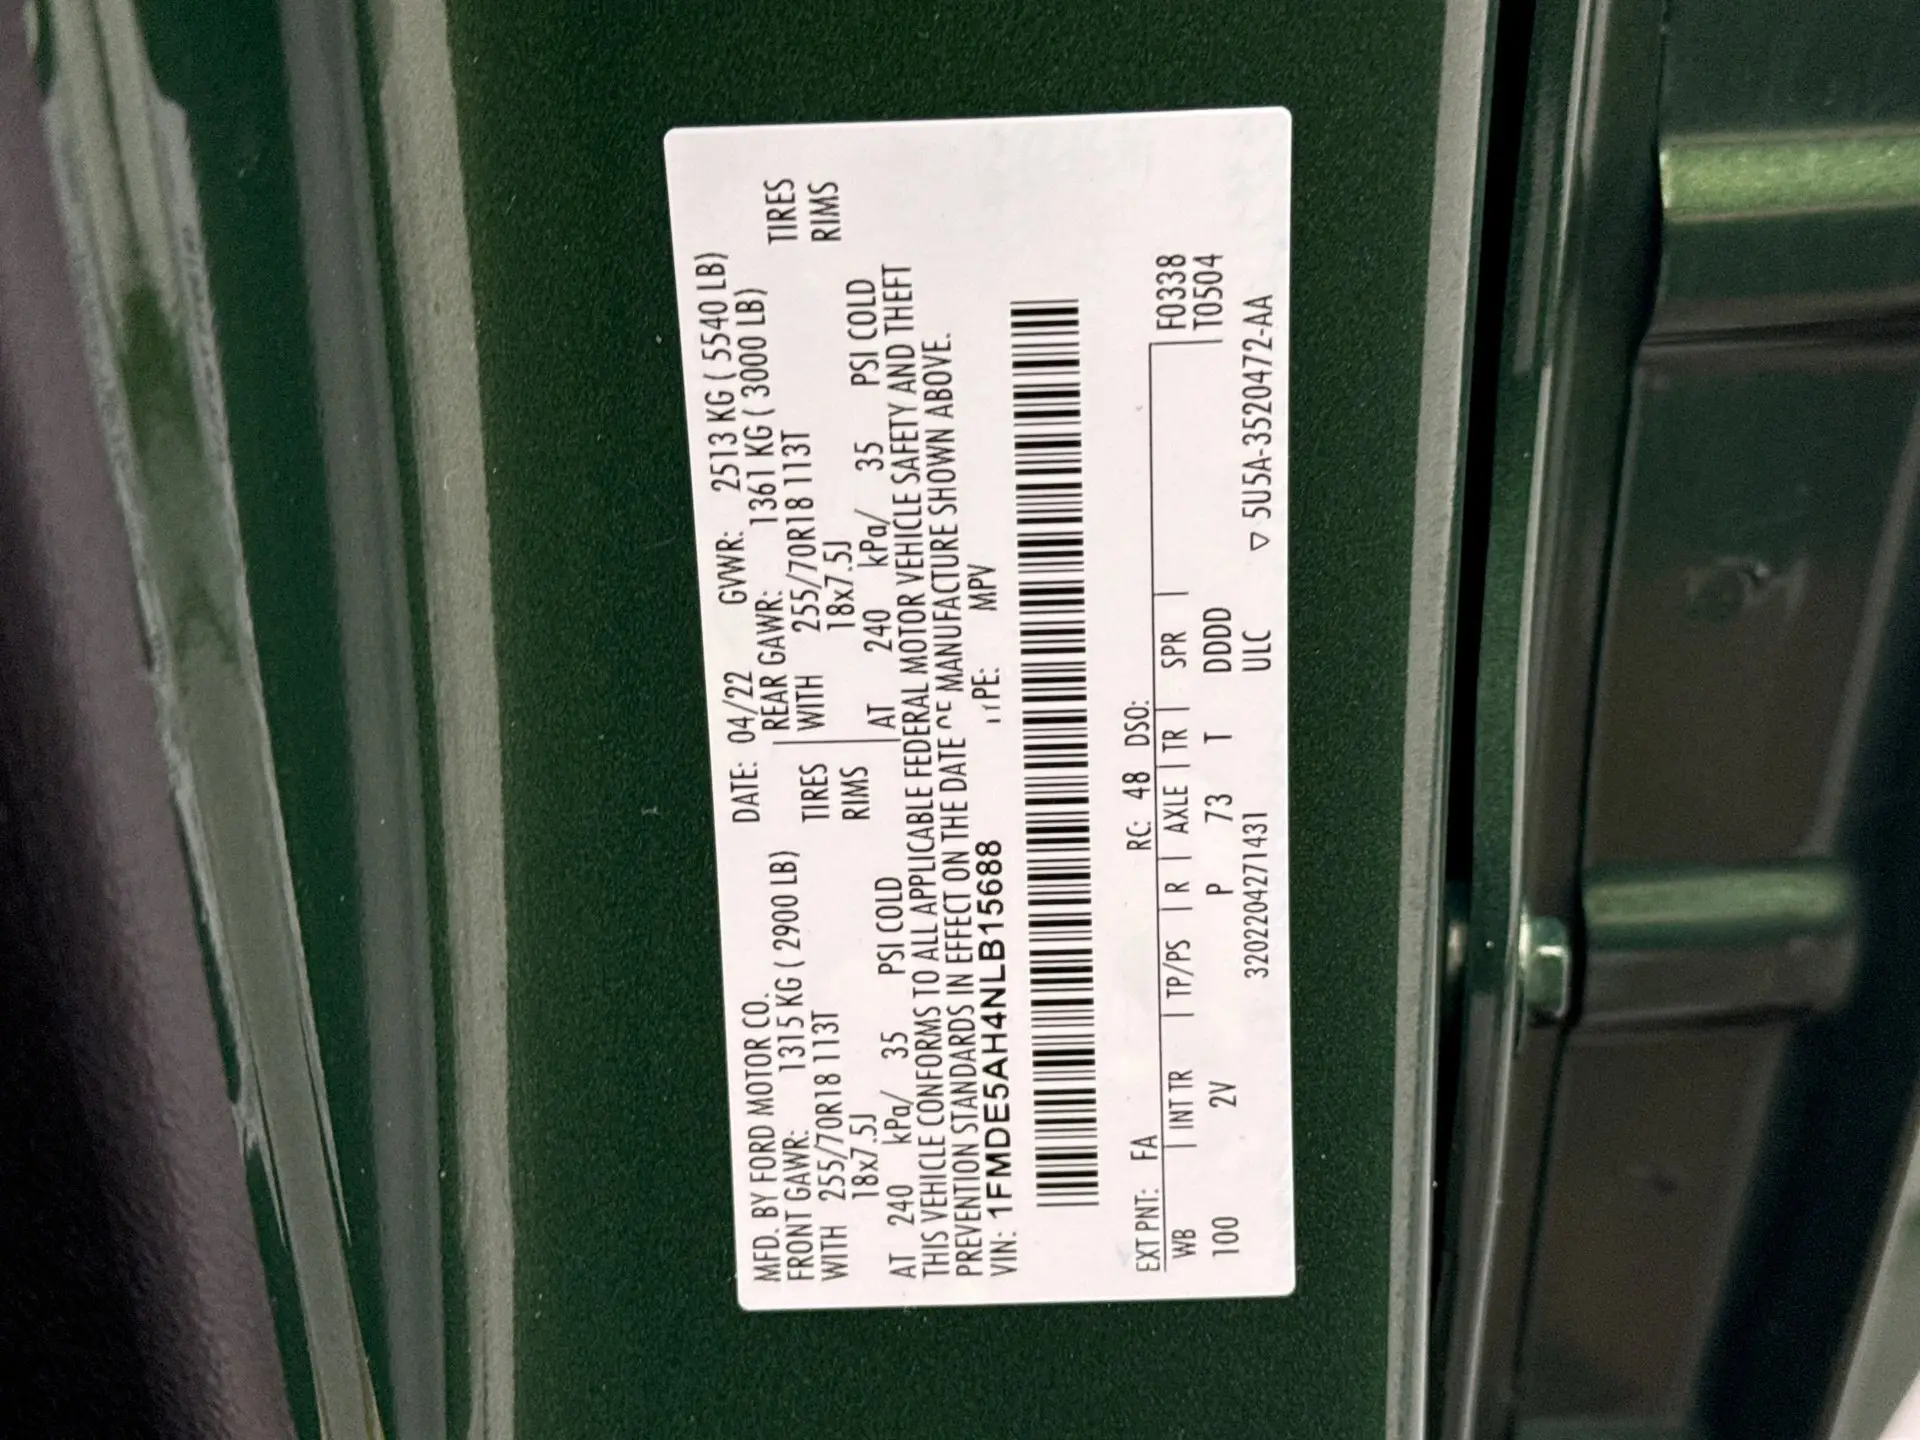 MFD. BY FORD MOTOR CO. DATE: 04/22 GVWR: 2513 KG ( 5540 LB)
FRONT GAWR: 1315 KG ( 2900 LB) REAR GAWR: 1361 KG ( 3000 LB)
WITH 255/70R18 113T TIRES WITH 255/70R18 113T TIRES
18x7.5J RIMS 18x7.5J RIMS
AT 240 kPa/ 35 PSI COLD AT 240 kPa/ 35 PSI COLD
THIS VEHICLE CONFORMS TO ALL APPLICABLE FEDERAL MOTOR VEHICLE SAFETY AND THEFT
PREVENTION STANDARDS IN EFFECT ON THE DATE MANUFACTURE SHOWN ABOVE.
VIN: 1FMDE5AH4NLB15688 MPV
EXT PNT: FA RC: 48 DSO:
WB | INT TR | TP/PS | R | AXLE | TR | SPR | F0338
100 2V P 73 T DDDD T0504
3202204271431 ULC ▽ 5U5A-3520472-AA